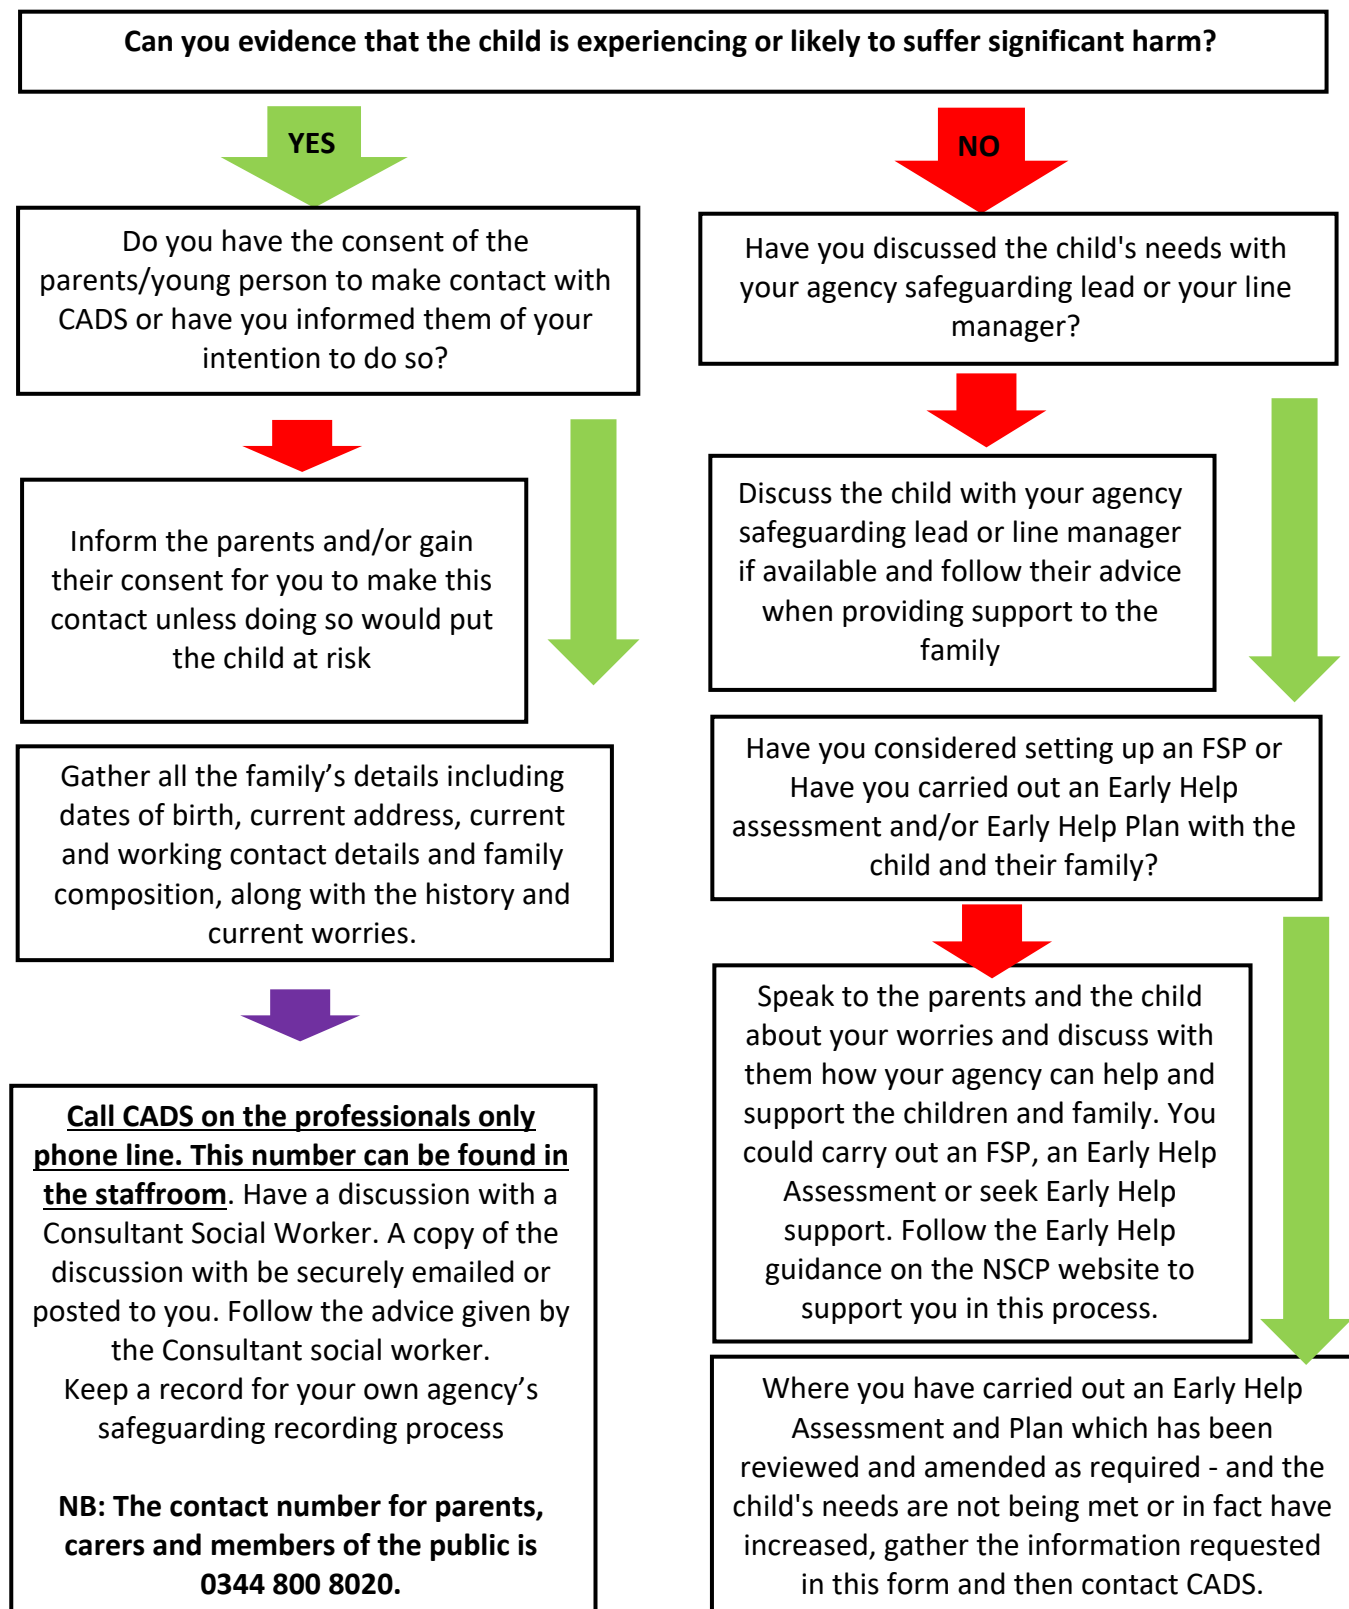 Can you evidence that the child is experiencing or likely to suffer significant harm?
YES
NO
Do you have the consent of the
parents/young person to make contact with
CADS or have you informed them of your
intention to do so?
Have you discussed the child's needs with
your agency safeguarding lead or your line
manager?
Inform the parents and/or gain
their consent for you to make this
contact unless doing so would put
the child at risk
Discuss the child with your agency
safeguarding lead or line manager
if available and follow their advice
when providing support to the
family
Gather all the family’s details including
dates of birth, current address, current
and working contact details and family
composition, along with the history and
current worries.
Have you considered setting up an FSP or
Have you carried out an Early Help
assessment and/or Early Help Plan with the
child and their family?
Call CADS on the professionals only
phone line. This number can be found in
the staffroom. Have a discussion with a
Consultant Social Worker. A copy of the
discussion with be securely emailed or
posted to you. Follow the advice given by
the Consultant social worker.
Keep a record for your own agency’s
safeguarding recording process
NB: The contact number for parents,
carers and members of the public is
0344 800 8020.
Speak to the parents and the child
about your worries and discuss with
them how your agency can help and
support the children and family. You
could carry out an FSP, an Early Help
Assessment or seek Early Help
support. Follow the Early Help
guidance on the NSCP website to
support you in this process.
Where you have carried out an Early Help
Assessment and Plan which has been
reviewed and amended as required - and the
child's needs are not being met or in fact have
increased, gather the information requested
in this form and then contact CADS.